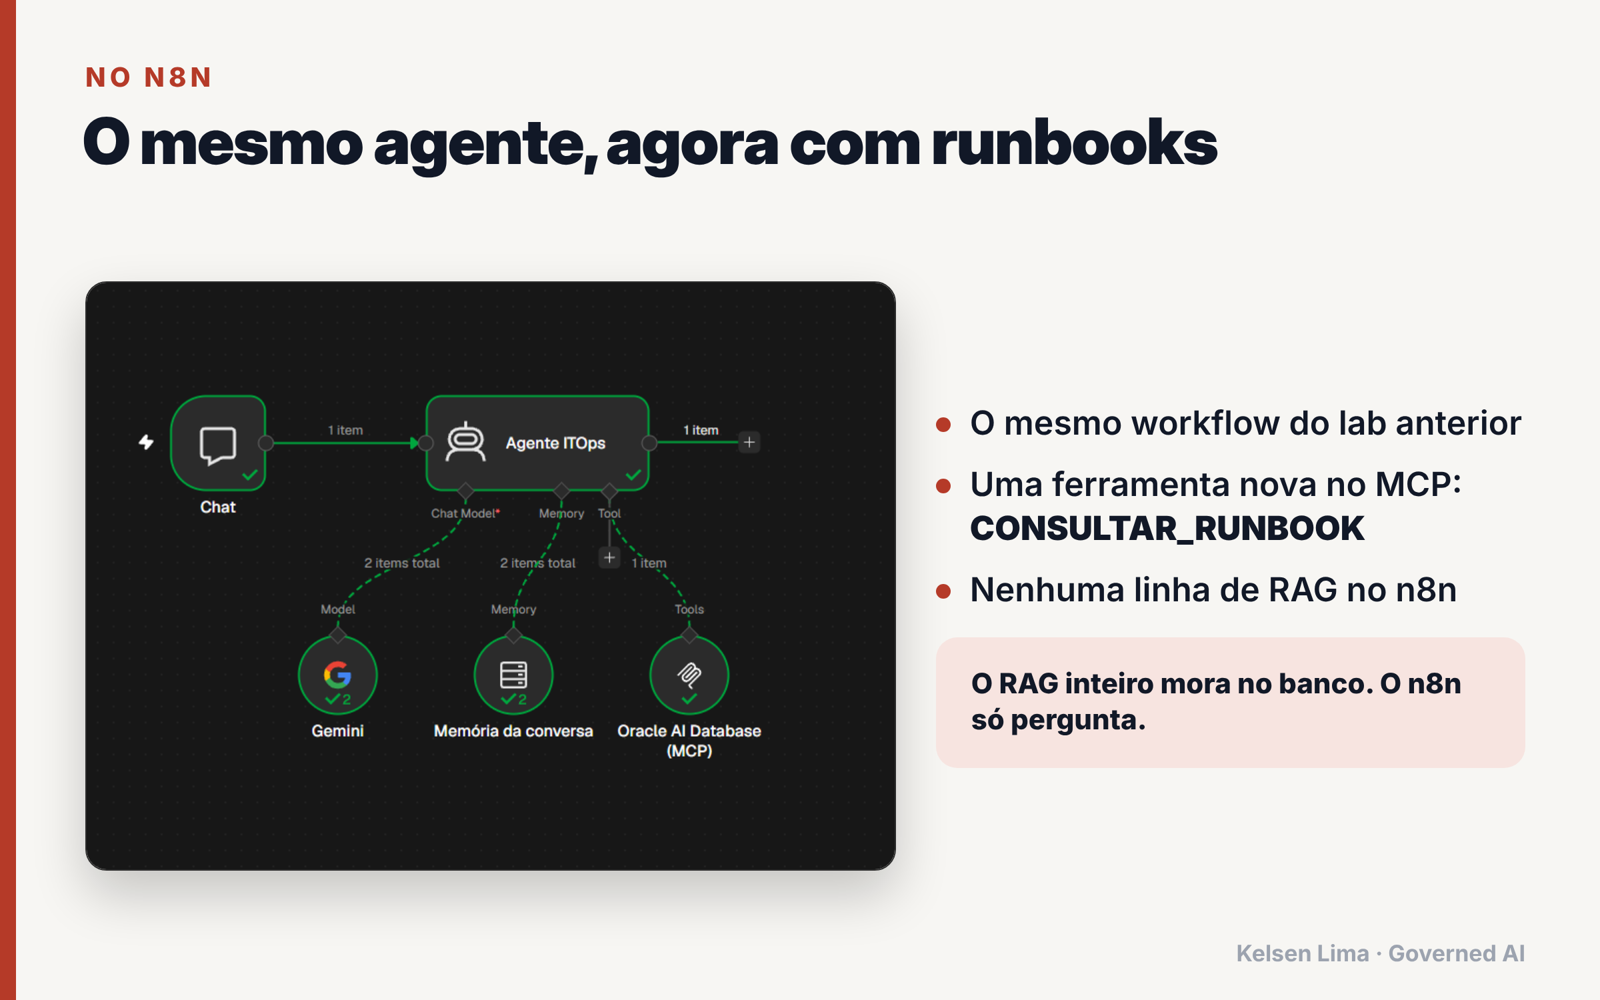 NO N8N
O mesmo agente, agora com runbooks
1 item
Agente ITOps
1 item
Chat
Chat Model*
Memory
Tool
2 items total
2 items total
1 item
Model
Memory
Tools
2
2
Gemini
Memória da conversa
Oracle AI Database
(MCP)
O mesmo workflow do lab anterior
Uma ferramenta nova no MCP:
CONSULTAR_RUNBOOK
Nenhuma linha de RAG no n8n
O RAG inteiro mora no banco. O n8n
só pergunta.
Kelsen Lima · Governed AI